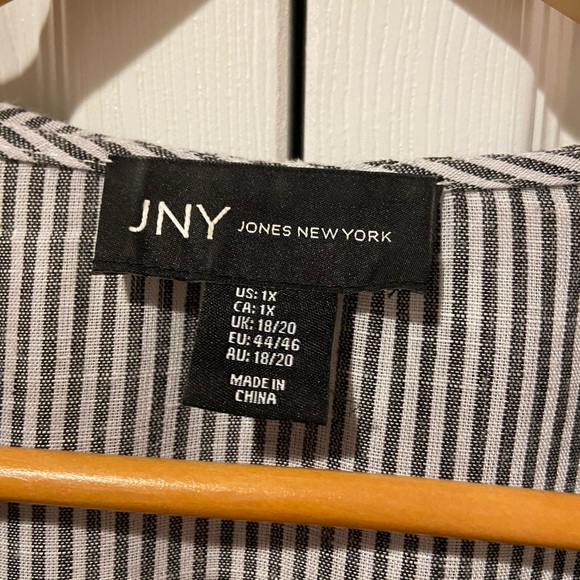 JNY JONES NEW YORK
US: 1X
CA: 1X
UK: 18/20
EU: 44/46
AU: 18/20
MADE IN
CHINA